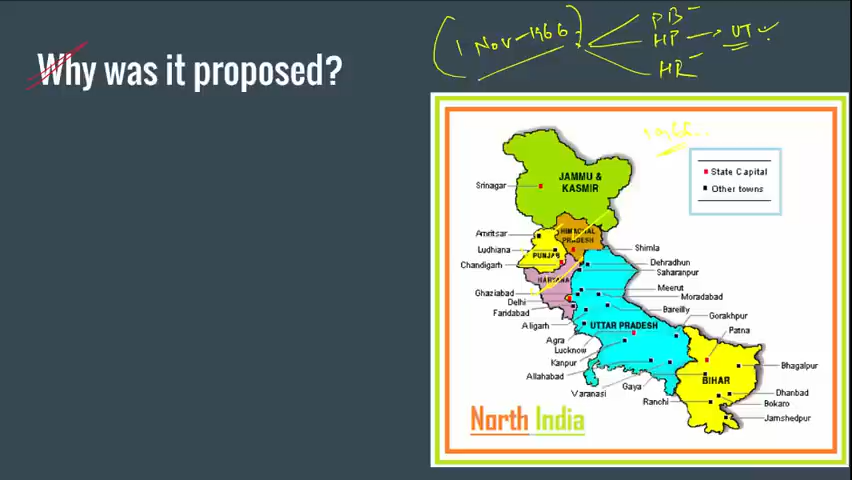 Why was it proposed?
(1 Nov-1966)
PB
HP → UT
HR
State Capital
Other towns
JAMMU &
KASMIR
Srinagar
Amritsar
HIMACHAL
PRADESH
Ludhiana
Shimla
PUNJAB
Chandigarh
Dehradhun
Saharanpur
HARYANA
Meerut
Ghaziabad
Moradabad
Delhi
Faridabad
Bareilly
Gorakhpur
Aligarh
UTTAR PRADESH
Patna
Agra
Lucknow
Kanpur
Bhagalpur
Allahabad
BIHAR
Gaya
Varanasi
Dhanbad
Ranchi
Bokaro
Jamshedpur
North India